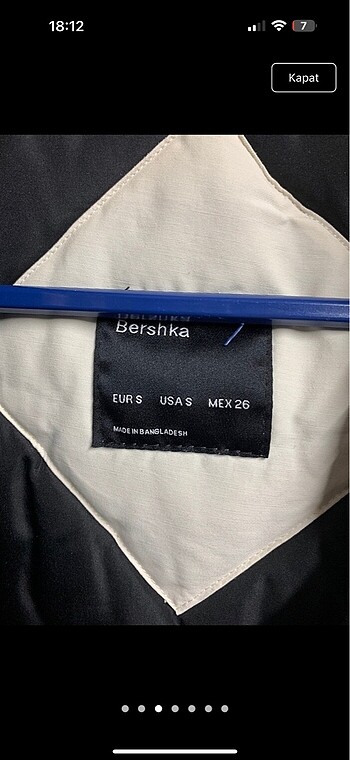 18:12
7
Kapat
Bershka
EUR S USA S MEX 26
MADE IN BANGLADESH